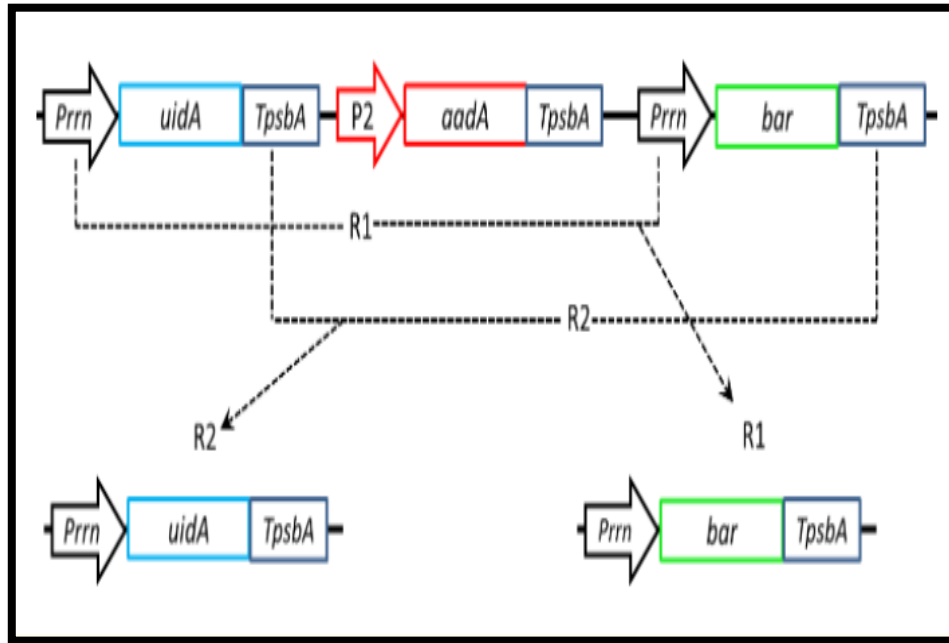 Prrn uidA TpsbA P2 aadA TpsbA Prrn bar TpsbA
R1
R2
R2 R1
Prrn uidA TpsbA Prrn bar TpsbA